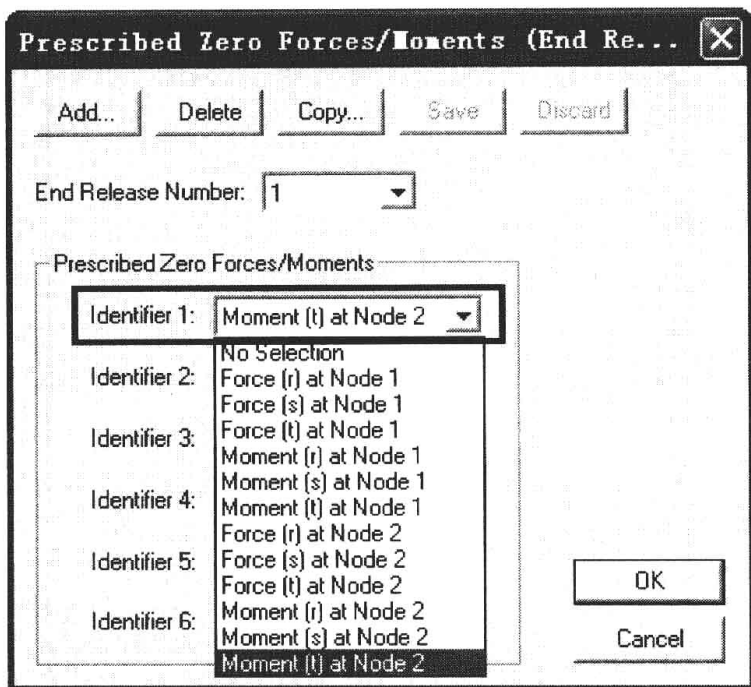 Prescribed Zero Forces/Moments (End Re...
Add... Delete Copy... Save Discard
End Release Number: 1
Prescribed Zero Forces/Moments
Identifier 1: Moment (t) at Node 2
No Selection
Identifier 2: Force (r) at Node 1
Force (s) at Node 1
Identifier 3: Force (t) at Node 1
Moment (r) at Node 1
Moment (s) at Node 1
Identifier 4: Moment (t) at Node 1
Force (r) at Node 2
Identifier 5: Force (s) at Node 2
Force (t) at Node 2 OK
Identifier 6: Moment (r) at Node 2
Moment (s) at Node 2 Cancel
Moment (t) at Node 2